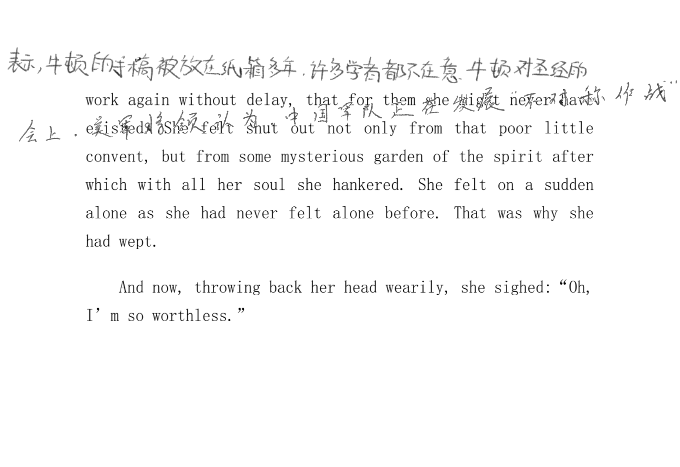 表示,牛顿的手稿被放在纸箱多年.许多学者都不在意.牛顿对圣经的
work again without delay, that for them she might never have
会上.美军将领认为.中国军队正在发展"不对称作战"
existed. She felt shut out not only from that poor little
convent, but from some mysterious garden of the spirit after
which with all her soul she hankered. She felt on a sudden
alone as she had never felt alone before. That was why she
had wept.
And now, throwing back her head wearily, she sighed:“Oh,
I’m so worthless.”